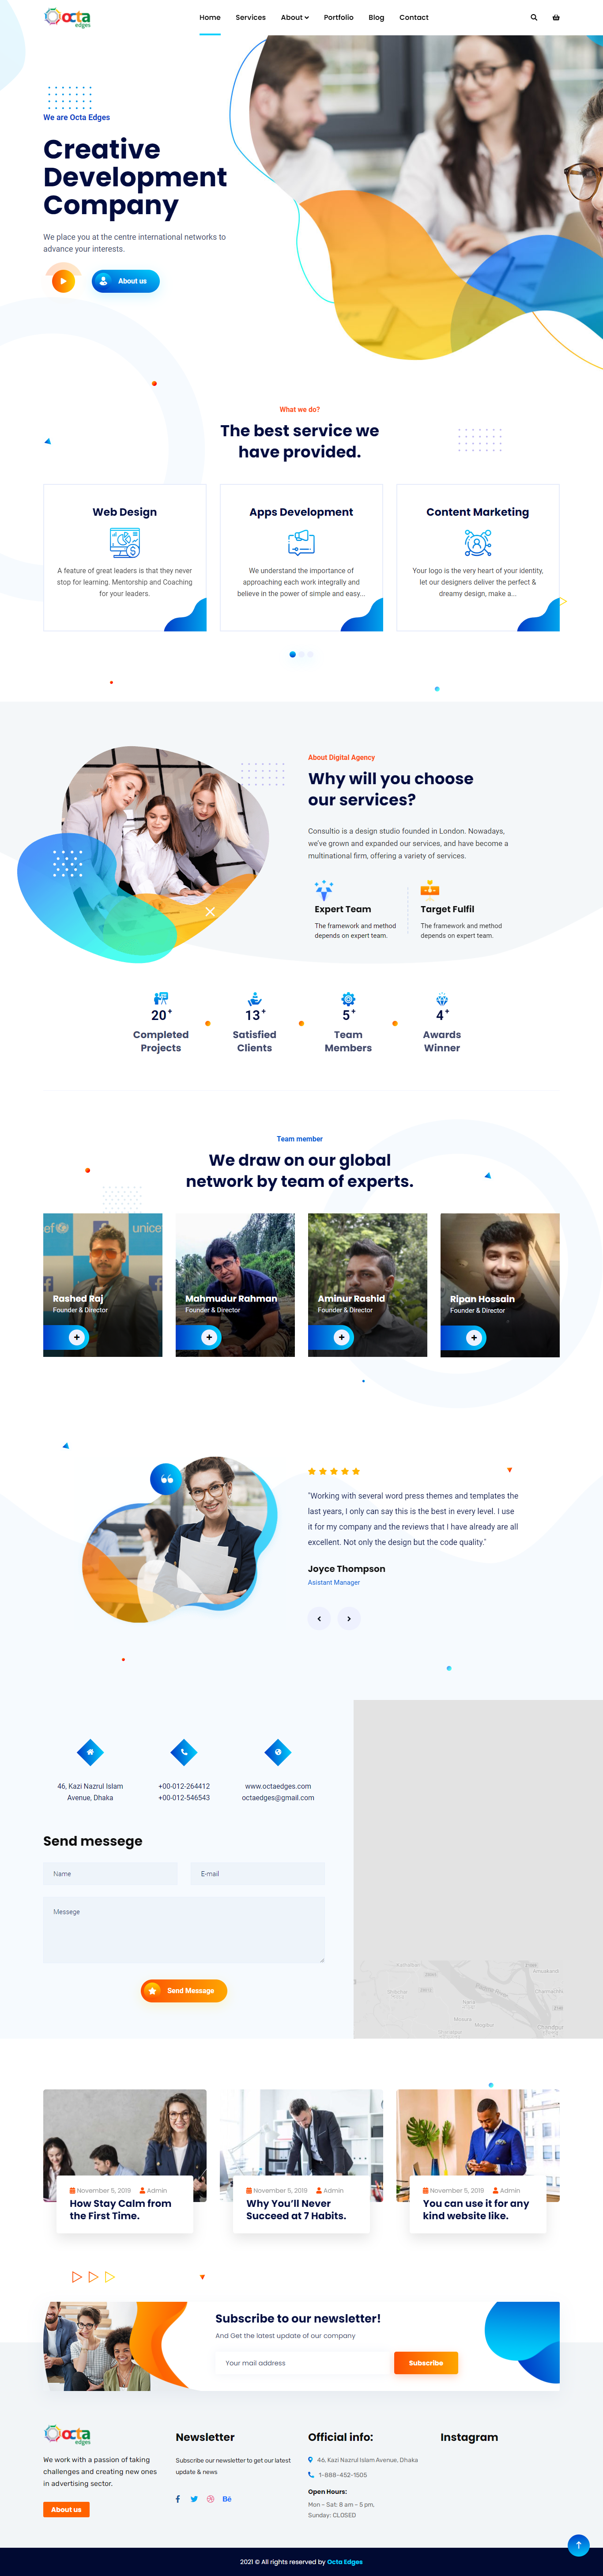 octa
edges
Home Services About Portfolio Blog Contact
We are Octa Edges
Creative
Development
Company
We place you at the centre international networks to
advance your interests.
About us
What we do?
The best service we
have provided.
Web Design
A feature of great leaders is that they never
stop for learning. Mentorship and Coaching
for your leaders.
Apps Development
We understand the importance of
approaching each work integrally and
believe in the power of simple and easy...
Content Marketing
Your logo is the very heart of your identity,
let our designers deliver the perfect &
dreamy design, make a...
About Digital Agency
Why will you choose
our services?
Consultio is a design studio founded in London. Nowadays,
we've grown and expanded our services, and have become a
multinational firm, offering a variety of services.
Expert Team
The framework and method
depends on expert team.
Target Fulfil
The framework and method
depends on expert team.
20+
Completed
Projects
13+
Satisfied
Clients
5+
Team
Members
4+
Awards
Winner
Team member
We draw on our global
network by team of experts.
Rashed Raj
Founder & Director
Mahmudur Rahman
Founder & Director
Aminur Rashid
Founder & Director
Ripan Hossain
Founder & Director
"Working with several word press themes and templates the
last years, I only can say this is the best in every level. I use
it for my company and the reviews that I have already are all
excellent. Not only the design but the code quality."
Joyce Thompson
Asistant Manager
46, Kazi Nazrul Islam
Avenue, Dhaka
+00-012-264412
+00-012-546543
www.octaedges.com
octaedges@gmail.com
Send messege
Name
E-mail
Messege
Send Message
November 5, 2019 Admin
How Stay Calm from
the First Time.
November 5, 2019 Admin
Why You'll Never
Succeed at 7 Habits.
November 5, 2019 Admin
You can use it for any
kind website like.
Subscribe to our newsletter!
And Get the latest update of our company
Your mail address
Subscribe
octa
edges
We work with a passion of taking
challenges and creating new ones
in advertising sector.
About us
Newsletter
Subscribe our newsletter to get latest
update & news
Official info:
46, Kazi Nazrul Islam Avenue, Dhaka
1-888-452-1505
Open Hours:
Mon - Sat: 8 am - 5 pm,
Sunday: CLOSED
Instagram
2021 © All rights reserved by Octa Edges